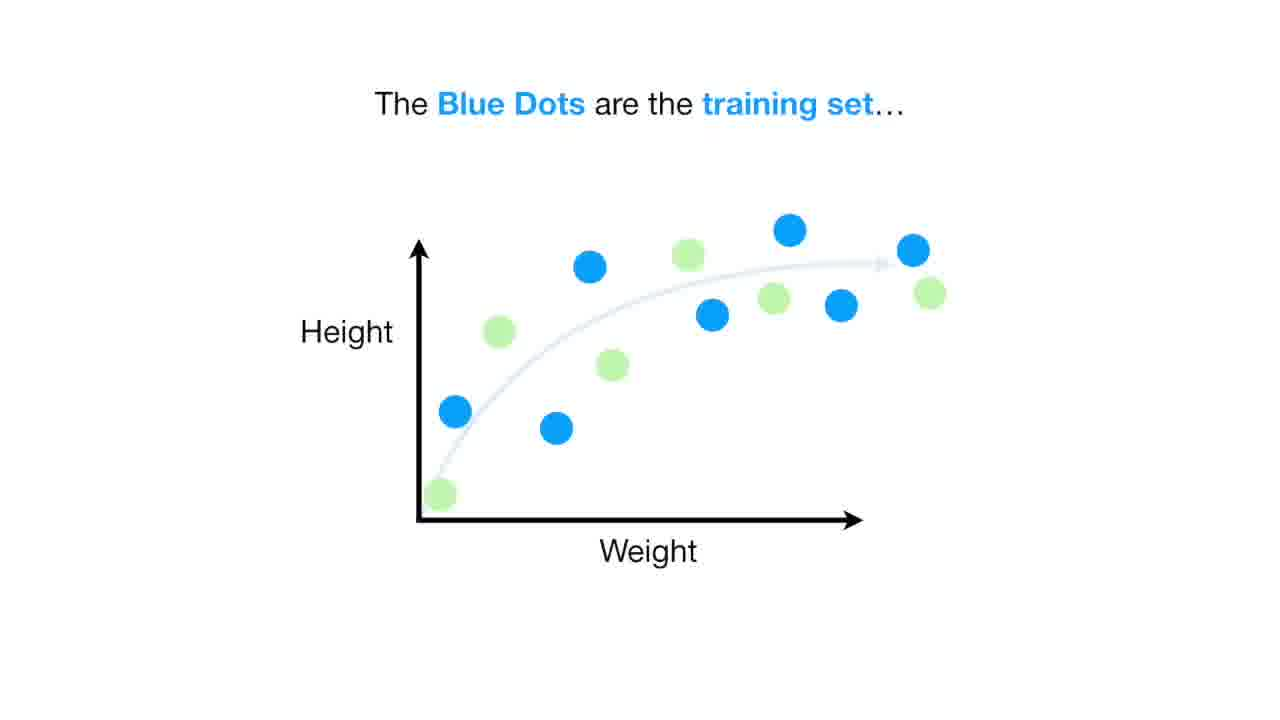 The Blue Dots are the training set…
Height
Weight